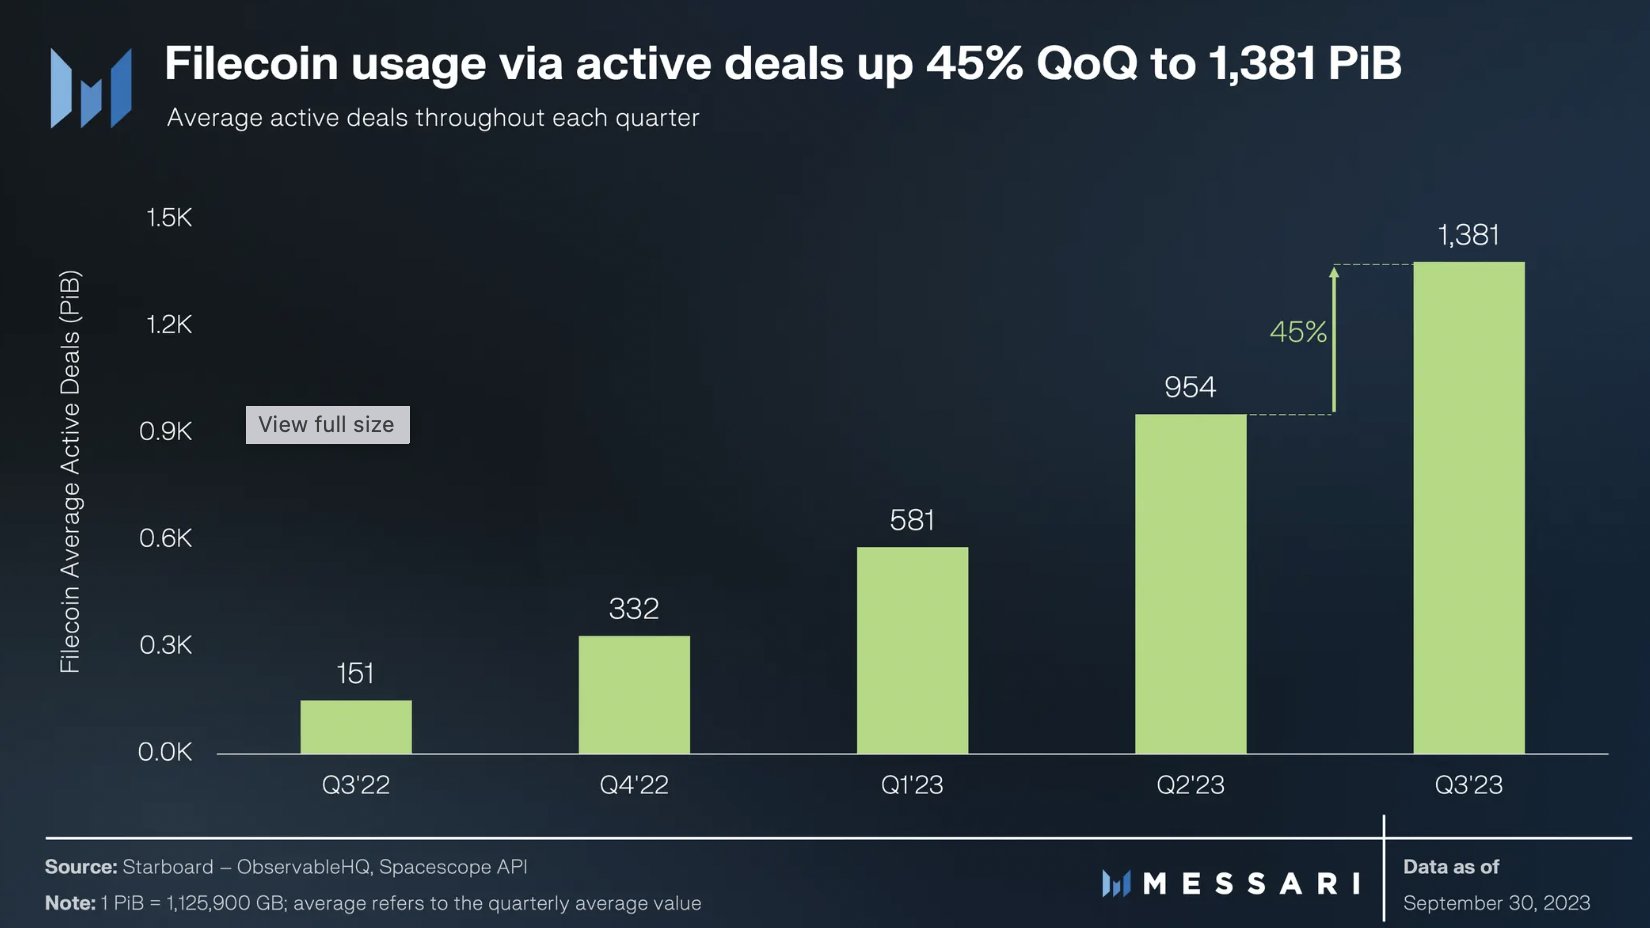 Filecoin usage via active deals up 45% QoQ to 1,381 PiB
Average active deals throughout each quarter
Filecoin Average Active Deals (PiB)
1.5K
1.2K
0.9K
0.6K
0.3K
0.0K
View full size
151
332
581
954
45%
1,381
Q3'22
Q4'22
Q1'23
Q2'23
Q3'23
Source: Starboard – ObservableHQ, Spacescope API
Note: 1 PiB = 1,125,900 GB; average refers to the quarterly average value
MESSARI
Data as of
September 30, 2023